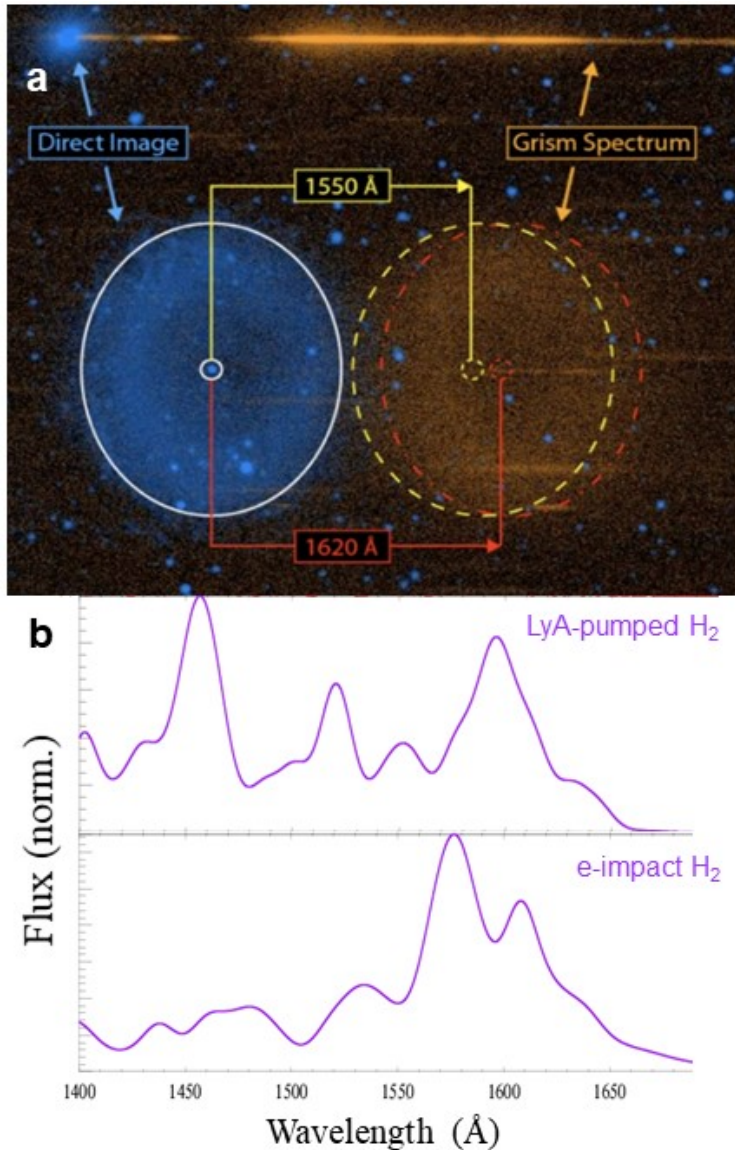 a
Direct Image
Grism Spectrum
1550 Å
1620 Å
b
LyA-pumped H₂
e-impact H₂
Flux (norm.)
1400 1450 1500 1550 1600 1650
Wavelength (Å)